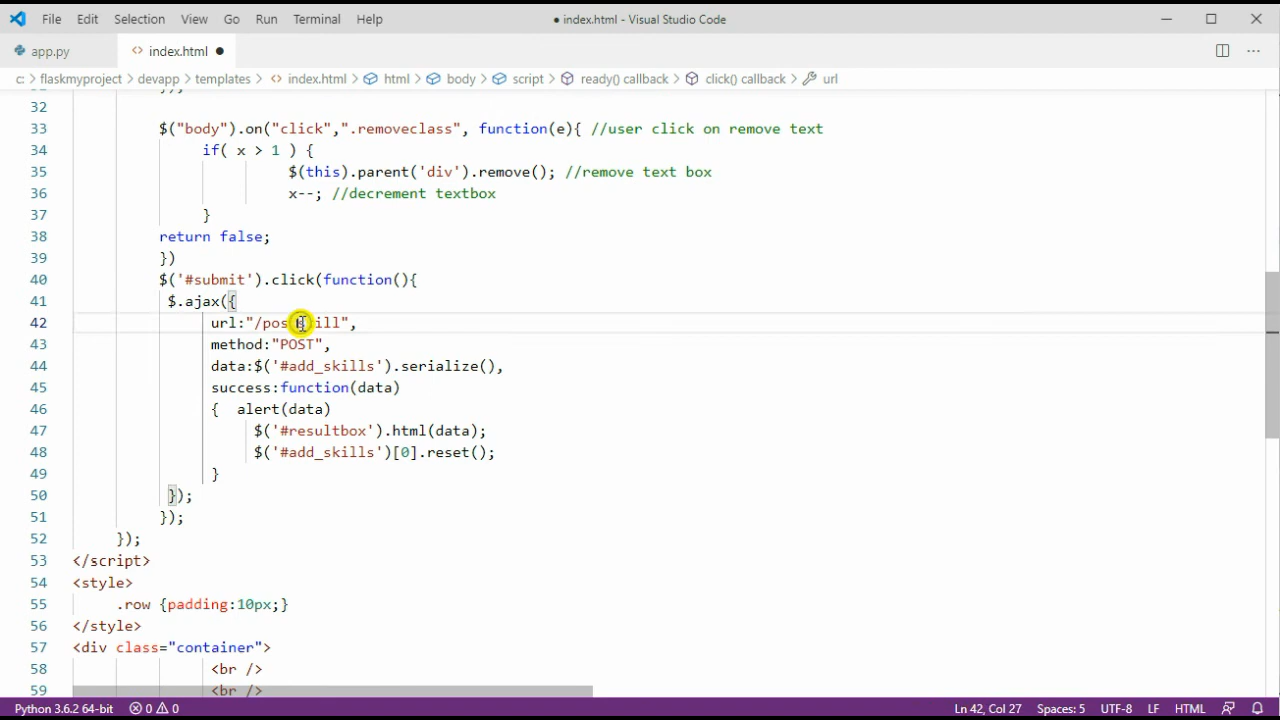 File Edit Selection View Go Run Terminal Help ● index.html - Visual Studio Code
app.py <> index.html ●
c: > flaskmyproject > devapp > templates > <> index.html > html > body > script > ready() callback > click() callback > url
32
33 $("body").on("click",".removeclass", function(e){ //user click on remove text
34 if( x > 1 ) {
35 $(this).parent('div').remove(); //remove text box
36 x--; //decrement textbox
37 }
38 return false;
39 })
40 $('#submit').click(function(){
41 $.ajax({
42 url:"/postskill",
43 method:"POST",
44 data:$('#add_skills').serialize(),
45 success:function(data)
46 { alert(data)
47 $('#resultbox').html(data);
48 $('#add_skills')[0].reset();
49 }
50 });
51 });
52 });
53 </script>
54 <style>
55 .row {padding:10px;}
56 </style>
57 <div class="container">
58 <br />
59 <br />
Python 3.6.2 64-bit 0 0 Ln 42, Col 27 Spaces: 5 UTF-8 LF HTML